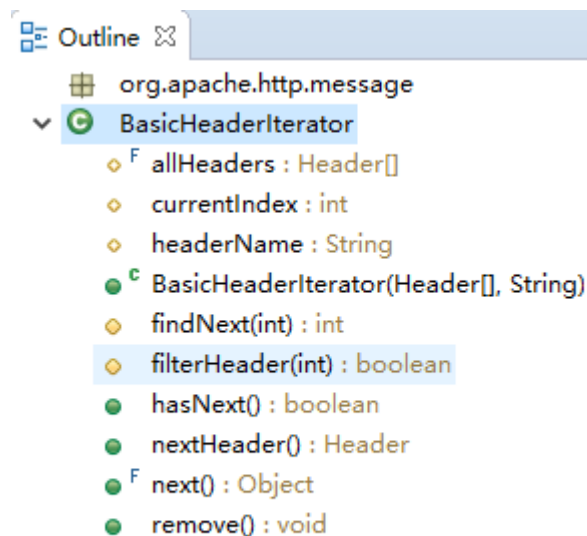 Outline
org.apache.http.message
BasicHeaderIterator
F allHeaders : Header[]
currentIndex : int
headerName : String
C BasicHeaderIterator(Header[], String)
findNext(int) : int
filterHeader(int) : boolean
hasNext() : boolean
nextHeader() : Header
F next() : Object
remove() : void